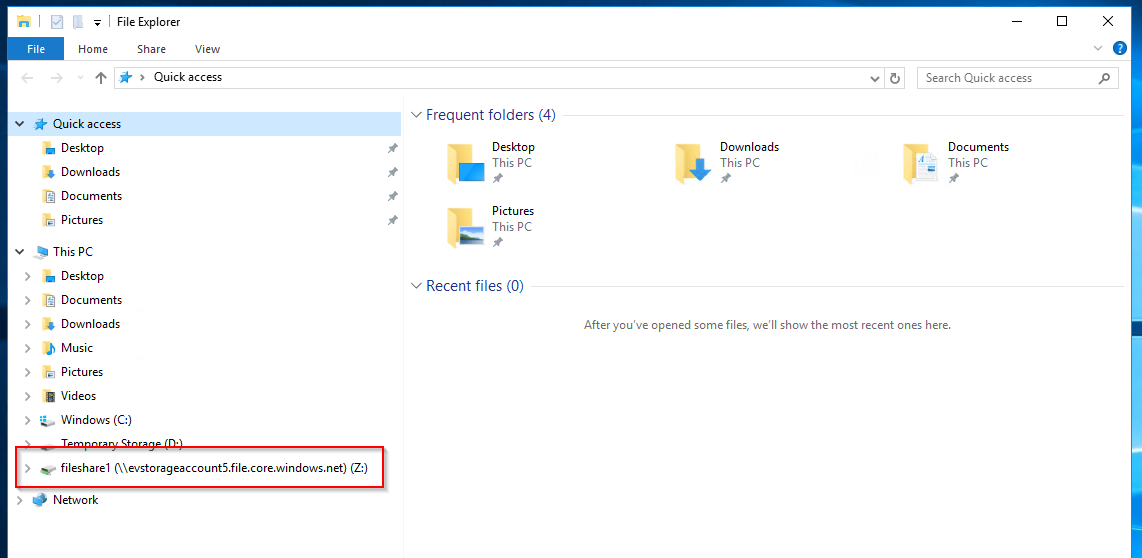 File Explorer
File Home Share View
Quick access
Search Quick access
Quick access
Desktop
Downloads
Documents
Pictures
This PC
Desktop
Documents
Downloads
Music
Pictures
Videos
Windows (C:)
Temporary Storage (D:)
fileshare1 (\\evstorageaccount5.file.core.windows.net) (Z:)
Network
Frequent folders (4)
Desktop
This PC
Downloads
This PC
Documents
This PC
Pictures
This PC
Recent files (0)
After you've opened some files, we'll show the most recent ones here.